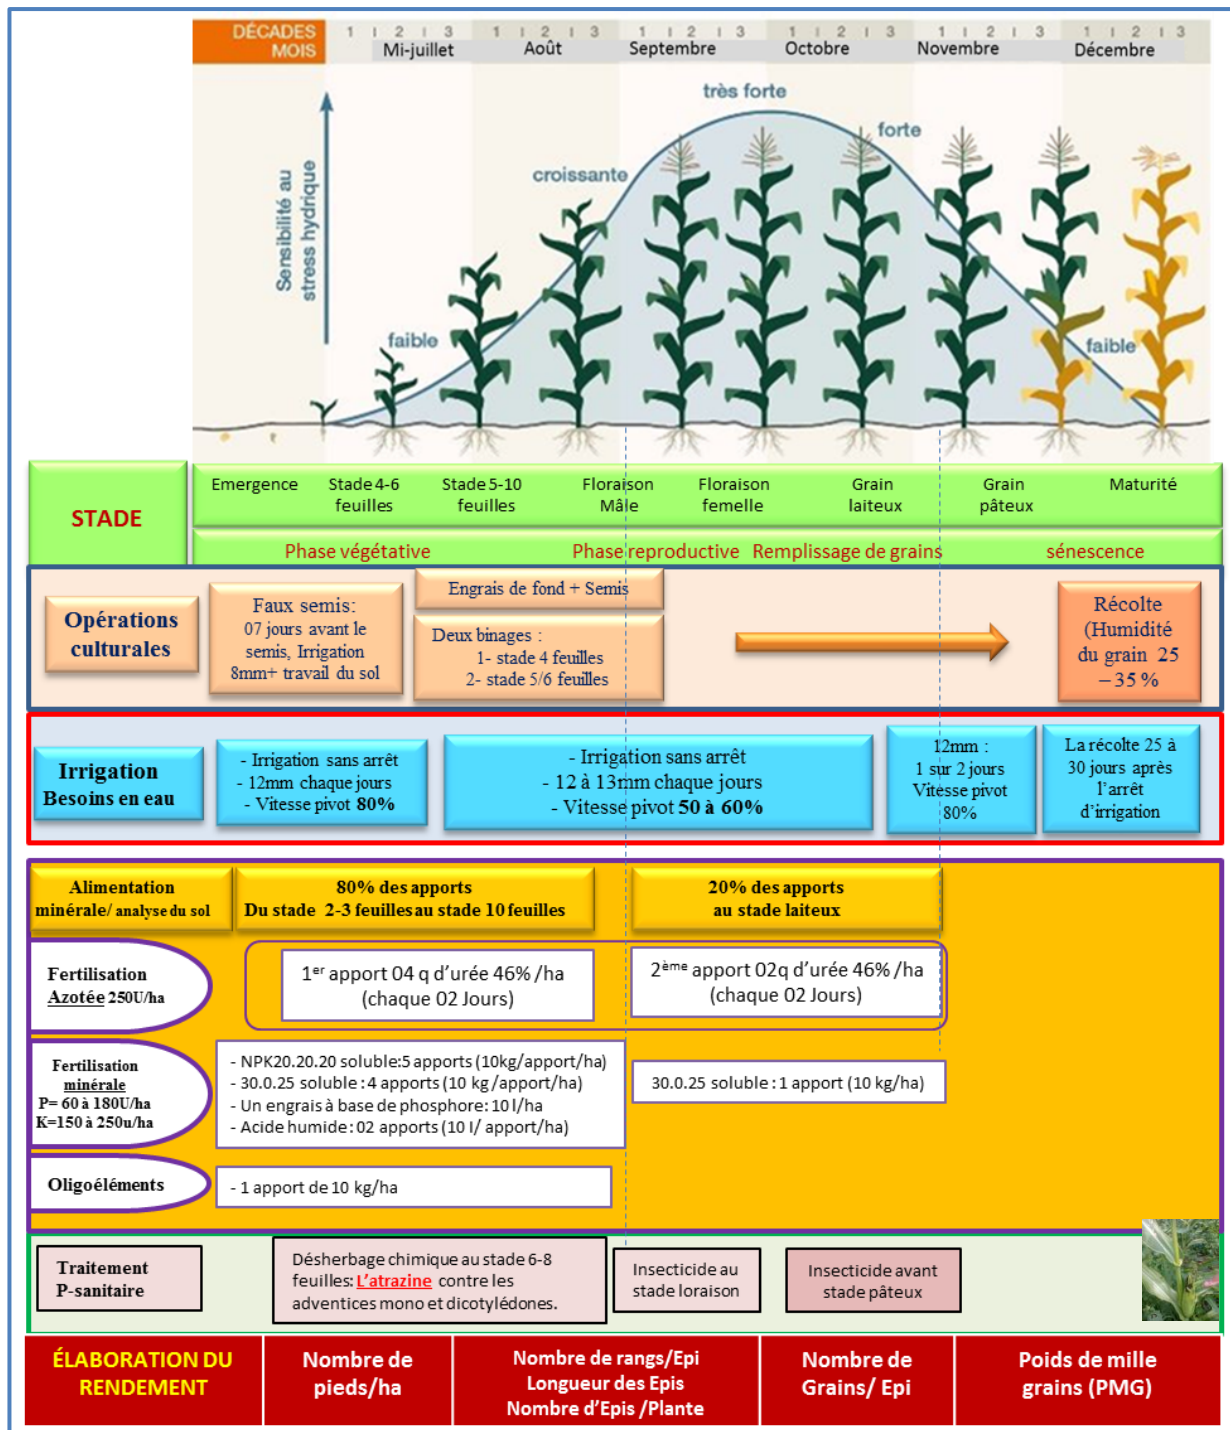 DÉCADES
MOIS
1 2 3 1 2 3 1 2 3 1 2 3 1 2 3 1 2 3
Mi-juillet Août Septembre Octobre Novembre Décembre
Sensibilité au
stress hydrique
faible
croissante
très forte
forte
faible
STADE
Emergence
Stade 4-6
feuilles
Stade 5-10
feuilles
Floraison
Mâle
Floraison
femelle
Grain
laiteux
Grain
pâteux
Maturité
Phase végétative
Phase reproductive
Remplissage de grains
sénescence
Opérations
culturales
Faux semis:
07 jours avant le
semis, Irrigation
8mm+ travail du sol
Engrais de fond + Semis
Deux binages :
1- stade 4 feuilles
2- stade 5/6 feuilles
Récolte
(Humidité
du grain 25
– 35 %
Irrigation
Besoins en eau
- Irrigation sans arrêt
- 12mm chaque jours
- Vitesse pivot 80%
- Irrigation sans arrêt
- 12 à 13mm chaque jours
- Vitesse pivot 50 à 60%
12mm :
1 sur 2 jours
Vitesse pivot
80%
La récolte 25 à
30 jours après
l’arrêt
d’irrigation
Alimentation
minérale/ analyse du sol
80% des apports
Du stade 2-3 feuilles au stade 10 feuilles
20% des apports
au stade laiteux
Fertilisation
Azotée 250U/ha
1er apport 04 q d’urée 46% /ha
(chaque 02 Jours)
2ème apport 02q d’urée 46% /ha
(chaque 02 Jours)
Fertilisation
minérale
P= 60 à 180U/ha
K=150 à 250u/ha
- NPK20.20.20 soluble:5 apports (10kg/apport/ha)
- 30.0.25 soluble : 4 apports (10 kg /apport/ha)
- Un engrais à base de phosphore: 10 l/ha
- Acide humide: 02 apports (10 l/ apport/ha)
30.0.25 soluble : 1 apport (10 kg/ha)
Oligoéléments
- 1 apport de 10 kg/ha
Traitement
P-sanitaire
Désherbage chimique au stade 6-8
feuilles: L’atrazine contre les
adventices mono et dicotylédones.
Insecticide au
stade loraison
Insecticide avant
stade pâteux
ÉLABORATION DU
RENDEMENT
Nombre de
pieds/ha
Nombre de rangs/Epi
Longueur des Epis
Nombre d’Epis /Plante
Nombre de
Grains/ Epi
Poids de mille
grains (PMG)